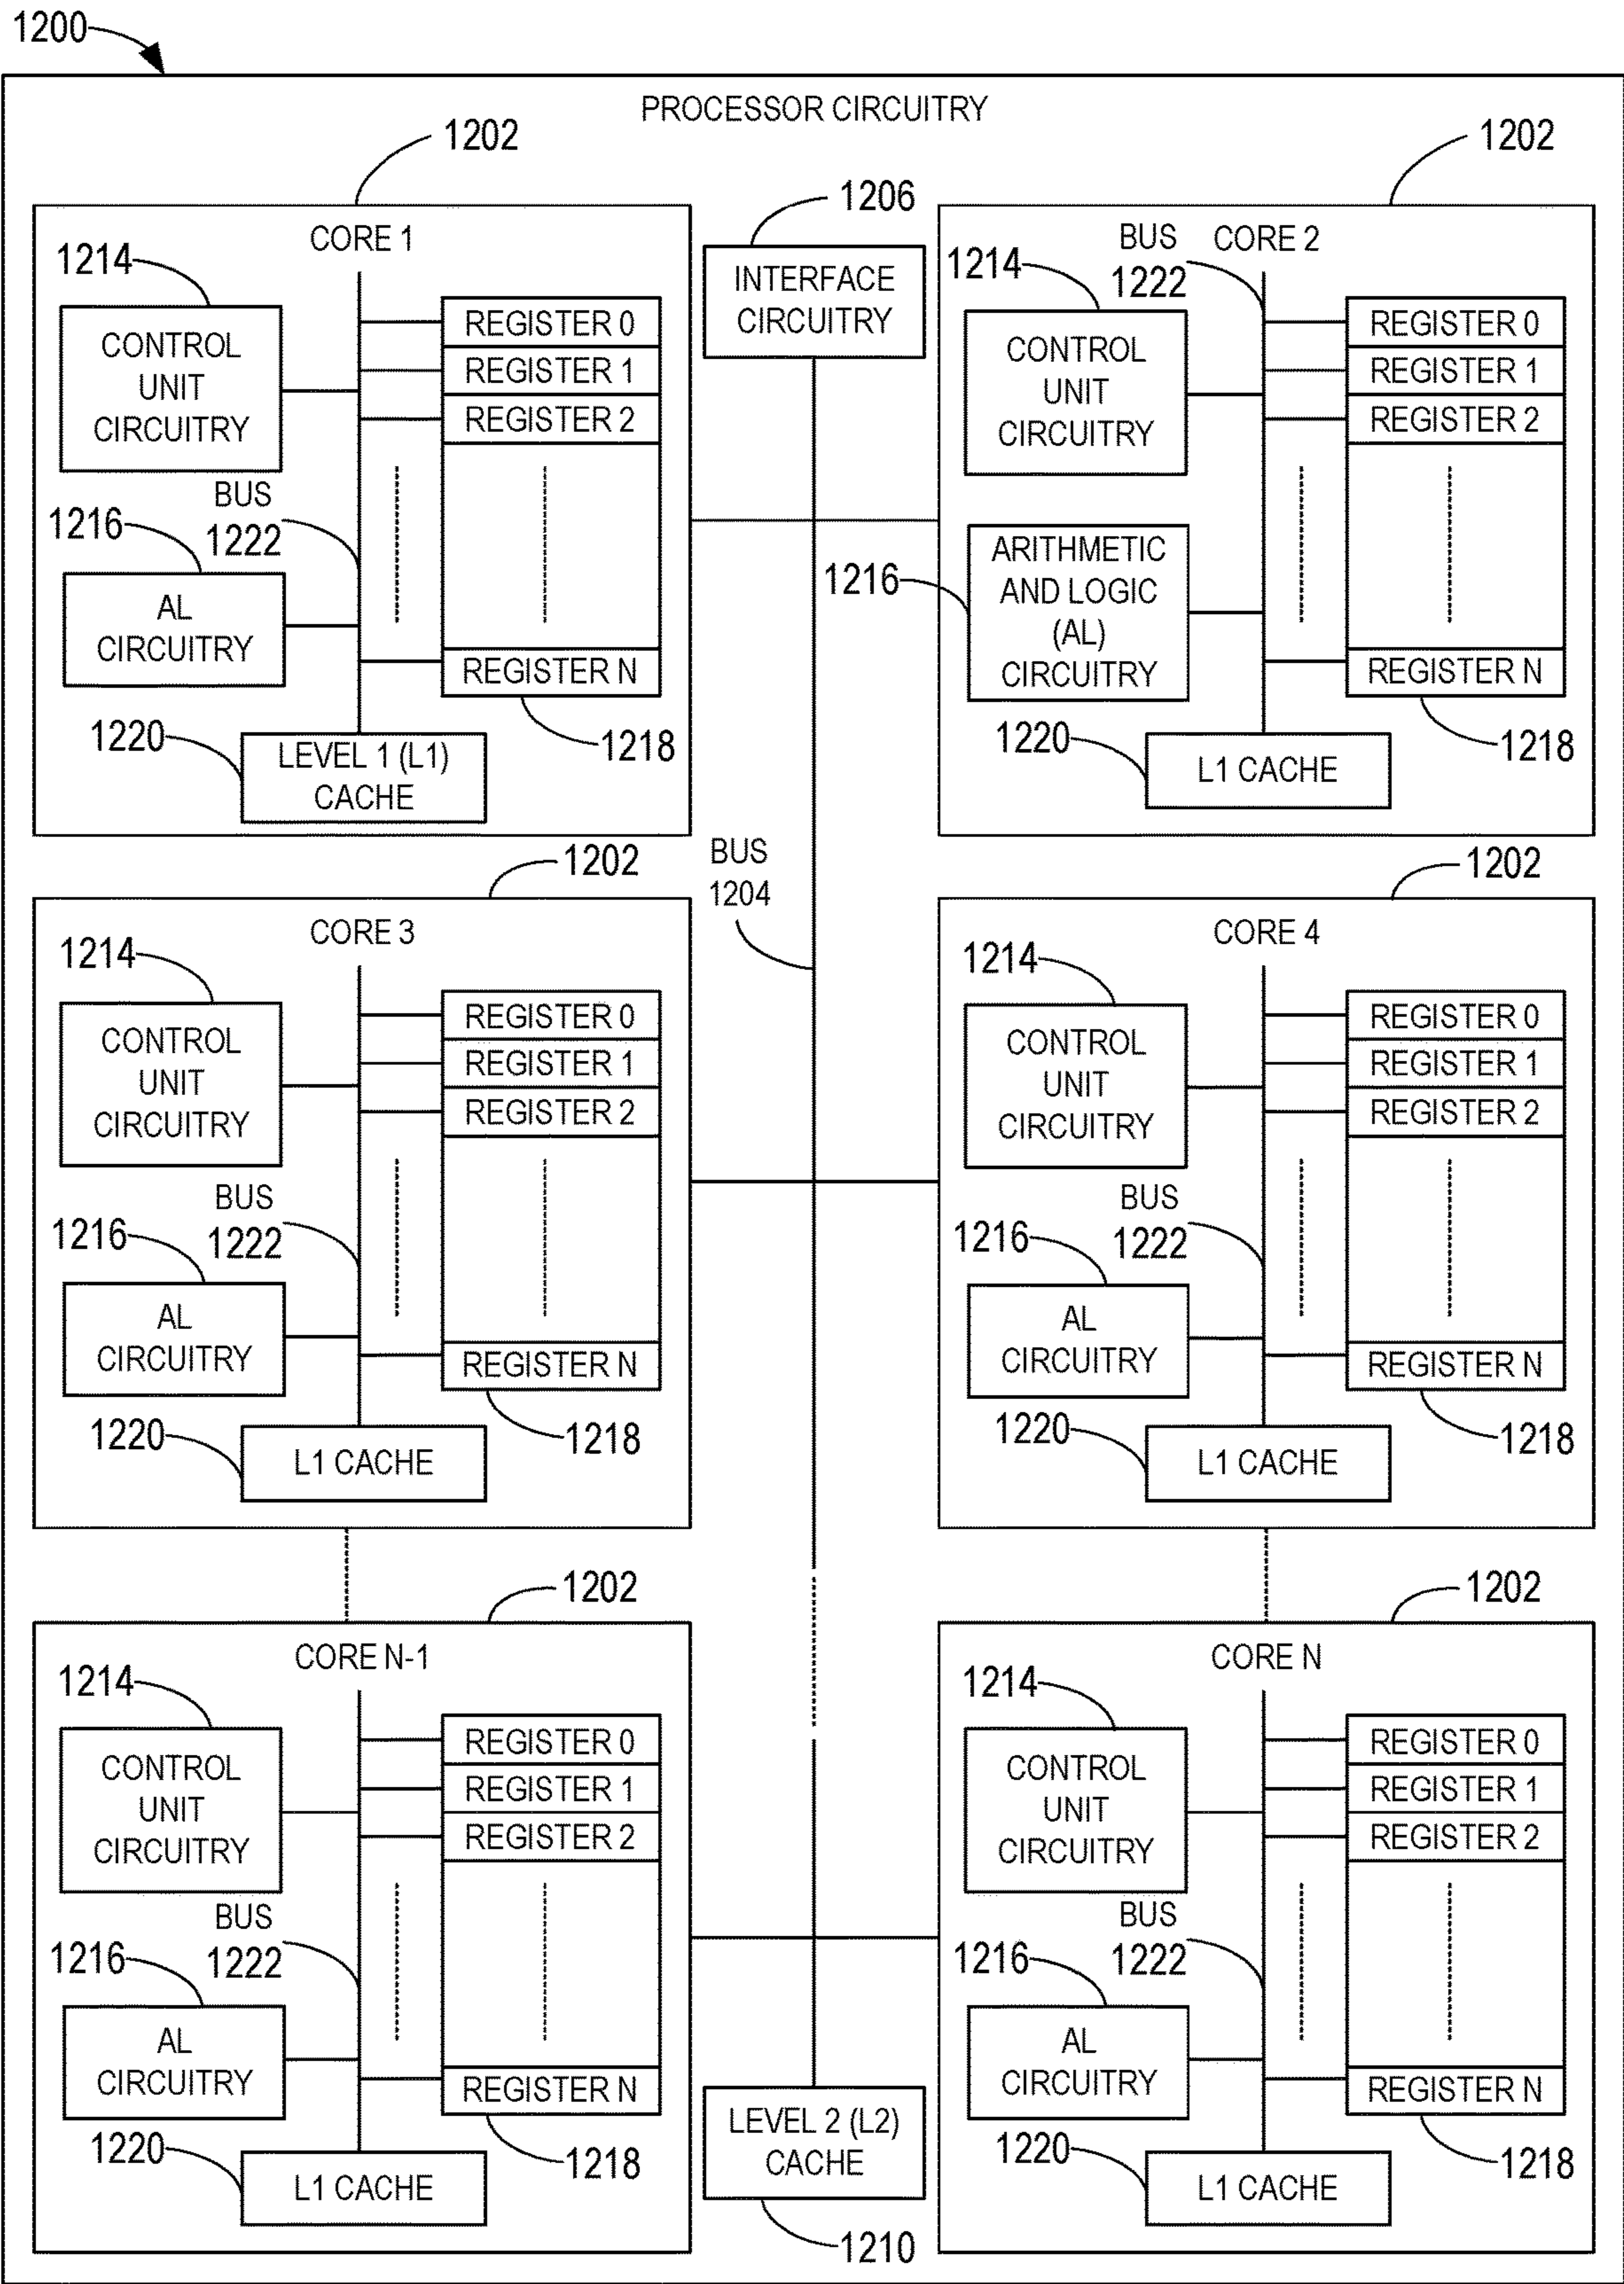 1200
PROCESSOR CIRCUITRY
1202
1202
1206
CORE 1
1214
CONTROL
UNIT
CIRCUITRY
REGISTER 0
REGISTER 1
REGISTER 2
BUS
1222
1216
AL
CIRCUITRY
REGISTER N
1220
1218
LEVEL 1 (L1)
CACHE
INTERFACE
CIRCUITRY
BUS
1222
CORE 2
1214
CONTROL
UNIT
CIRCUITRY
REGISTER 0
REGISTER 1
REGISTER 2
1216
ARITHMETIC
AND LOGIC
(AL)
CIRCUITRY
REGISTER N
1220
1218
L1 CACHE
BUS
1204
1202
CORE 3
1214
CONTROL
UNIT
CIRCUITRY
REGISTER 0
REGISTER 1
REGISTER 2
BUS
1222
1216
AL
CIRCUITRY
REGISTER N
1220
1218
L1 CACHE
1202
CORE 4
1214
CONTROL
UNIT
CIRCUITRY
REGISTER 0
REGISTER 1
REGISTER 2
BUS
1222
1216
AL
CIRCUITRY
REGISTER N
1220
1218
L1 CACHE
1202
CORE N-1
1214
CONTROL
UNIT
CIRCUITRY
REGISTER 0
REGISTER 1
REGISTER 2
BUS
1222
1216
AL
CIRCUITRY
REGISTER N
1220
1218
L1 CACHE
LEVEL 2 (L2)
CACHE
1210
1202
CORE N
1214
CONTROL
UNIT
CIRCUITRY
REGISTER 0
REGISTER 1
REGISTER 2
BUS
1222
1216
AL
CIRCUITRY
REGISTER N
1220
1218
L1 CACHE